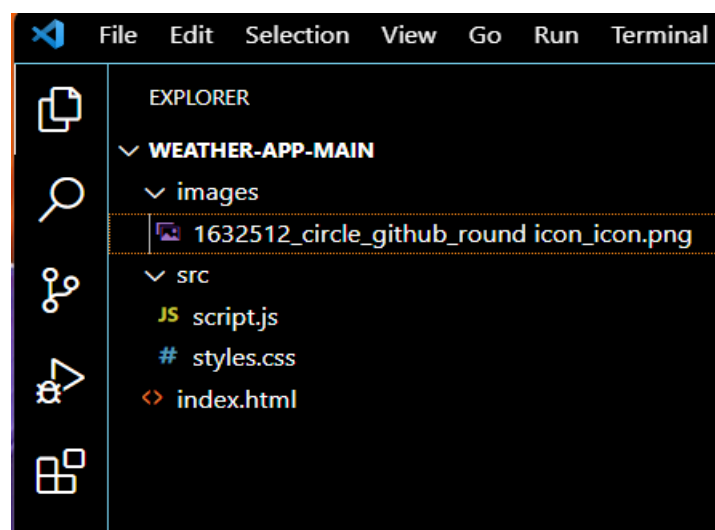 File Edit Selection View Go Run Terminal
EXPLORER
WEATHER-APP-MAIN
images
1632512_circle_github_round icon_icon.png
src
JS script.js
# styles.css
<> index.html